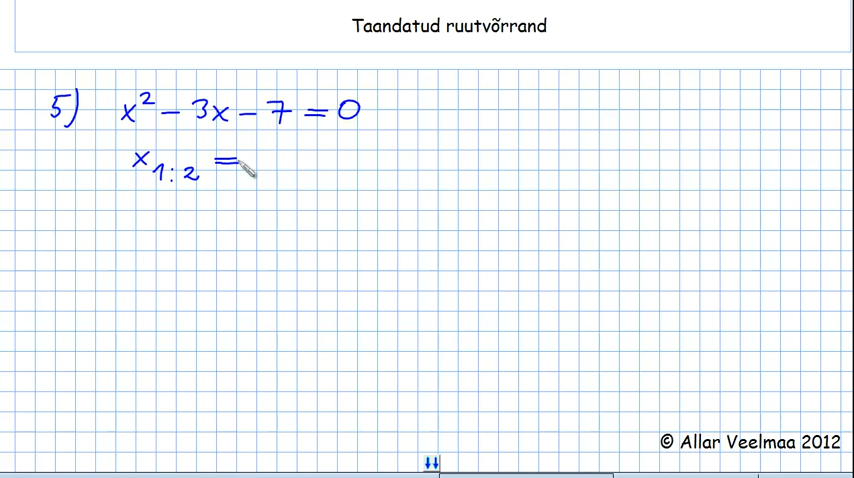 Taandatud ruutvõrrand
5) x² - 3x - 7 = 0
x₁:₂ =
© Allar Veelmaa 2012